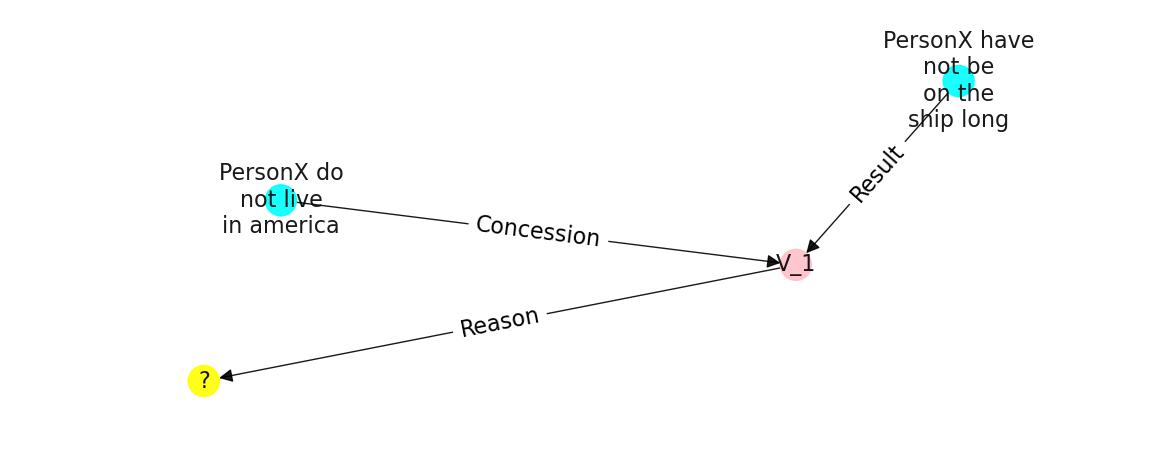 PersonX have
not be
on the
ship long
Result
PersonX do
not live
in america
Concession
V_1
Reason
?